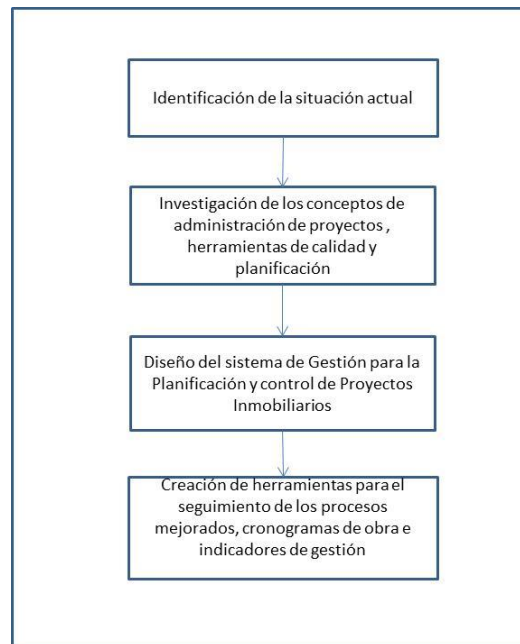 Identificación de la situación actual
Investigación de los conceptos de
administración de proyectos ,
herramientas de calidad y
planificación
Diseño del sistema de Gestión para la
Planificación y control de Proyectos
Inmobiliarios
Creación de herramientas para el
seguimiento de los procesos
mejorados, cronogramas de obra e
indicadores de gestión